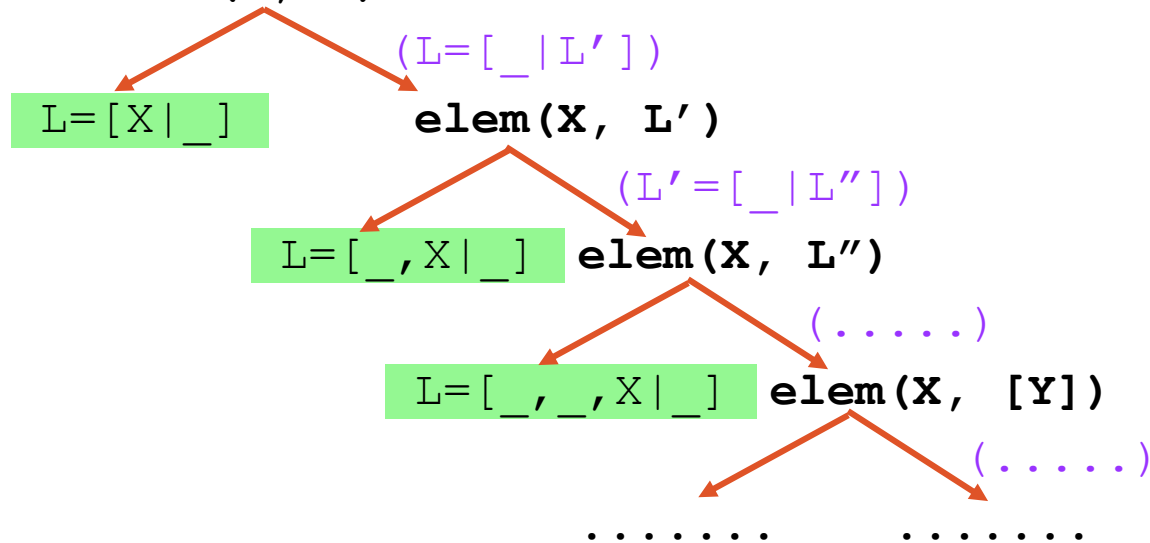 (L=[_|L′])
L=[X|_] elem(X, L′)
(L′=[_|L″])
L=[_,X|_] elem(X, L″)
(.....)
L=[_,_,X|_] elem(X, [Y])
(.....)
....... .......